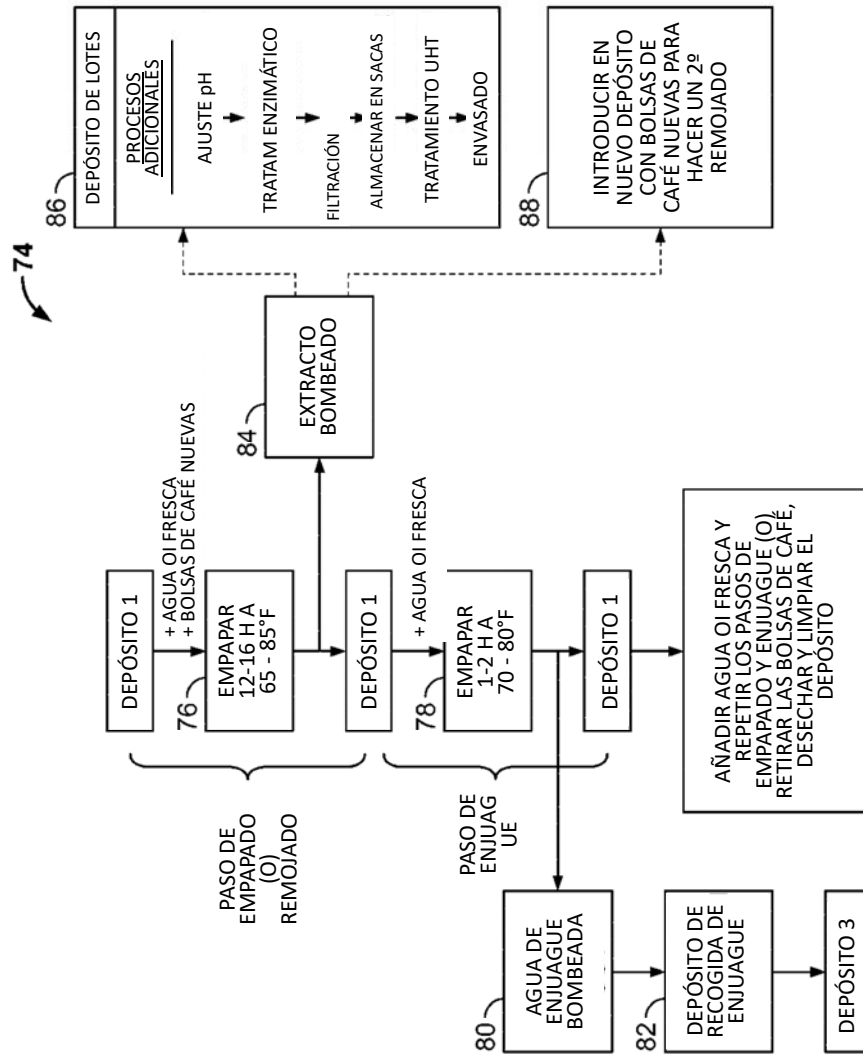 74
DEPÓSITO 1
+ AGUA OI FRESCA
+ BOLSAS DE CAFÉ NUEVAS
76
EMPAPAR
12-16 H A
65 - 85°F
PASO DE
EMPAPADO
(O)
REMOJADO
DEPÓSITO 1
+ AGUA OI FRESCA
78
EMPAPAR
1-2 H A
70 - 80°F
PASO DE
ENJUAG
UE
DEPÓSITO 1
AÑADIR AGUA OI FRESCA Y
REPETIR LOS PASOS DE
EMPAPADO Y ENJUAGUE (O)
RETIRAR LAS BOLSAS DE CAFÉ,
DESECHAR Y LIMPIAR EL
DEPÓSITO
80
AGUA DE
ENJUAGUE
BOMBEADA
82
DEPÓSITO DE
RECOGIDA DE
ENJUAGUE
DEPÓSITO 3
84
EXTRACTO
BOMBEADO
86
DEPÓSITO DE LOTES
PROCESOS
ADICIONALES
AJUSTE pH
TRATAM ENZIMÁTICO
FILTRACIÓN
ALMACENAR EN SACAS
TRATAMIENTO UHT
ENVASADO
88
INTRODUCIR EN
NUEVO DEPÓSITO
CON BOLSAS DE
CAFÉ NUEVAS PARA
HACER UN 2º
REMOJADO